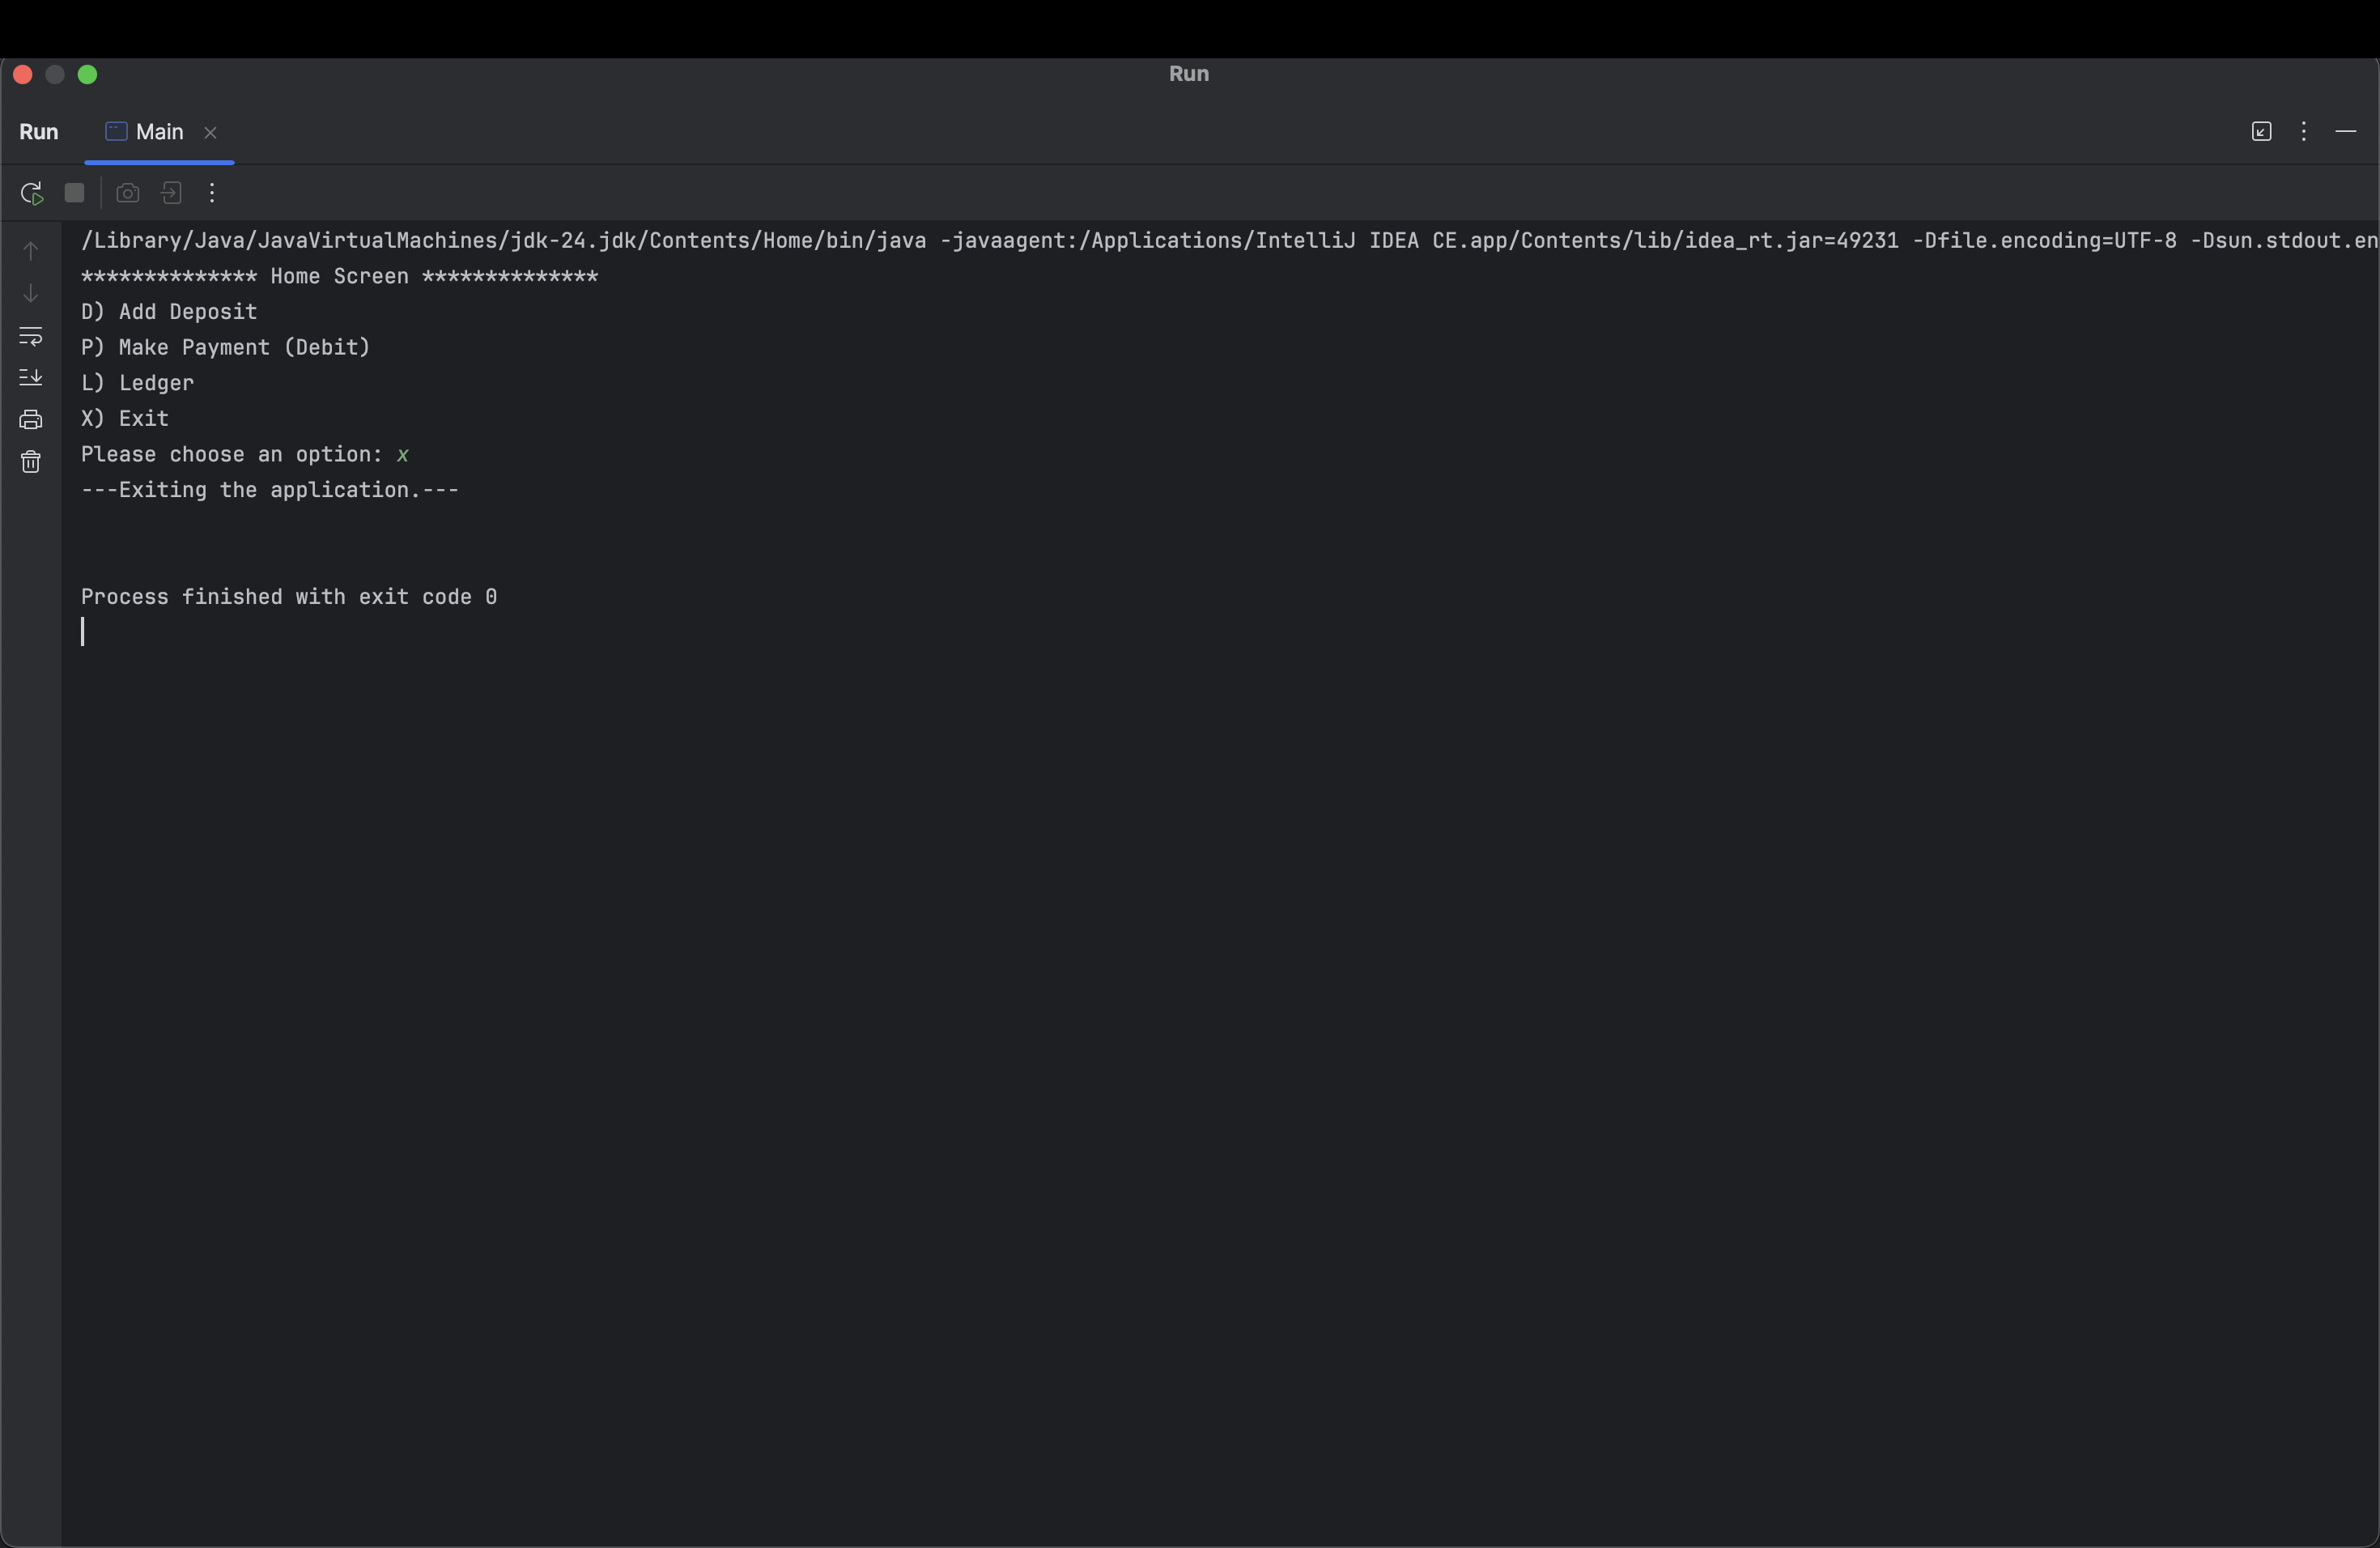 Run
Run Main
/Library/Java/JavaVirtualMachines/jdk-24.jdk/Contents/Home/bin/java -javaagent:/Applications/IntelliJ IDEA CE.app/Contents/lib/idea_rt.jar=49231 -Dfile.encoding=UTF-8 -Dsun.stdout.en
************** Home Screen **************
D) Add Deposit
P) Make Payment (Debit)
L) Ledger
X) Exit
Please choose an option: x
---Exiting the application.---
Process finished with exit code 0